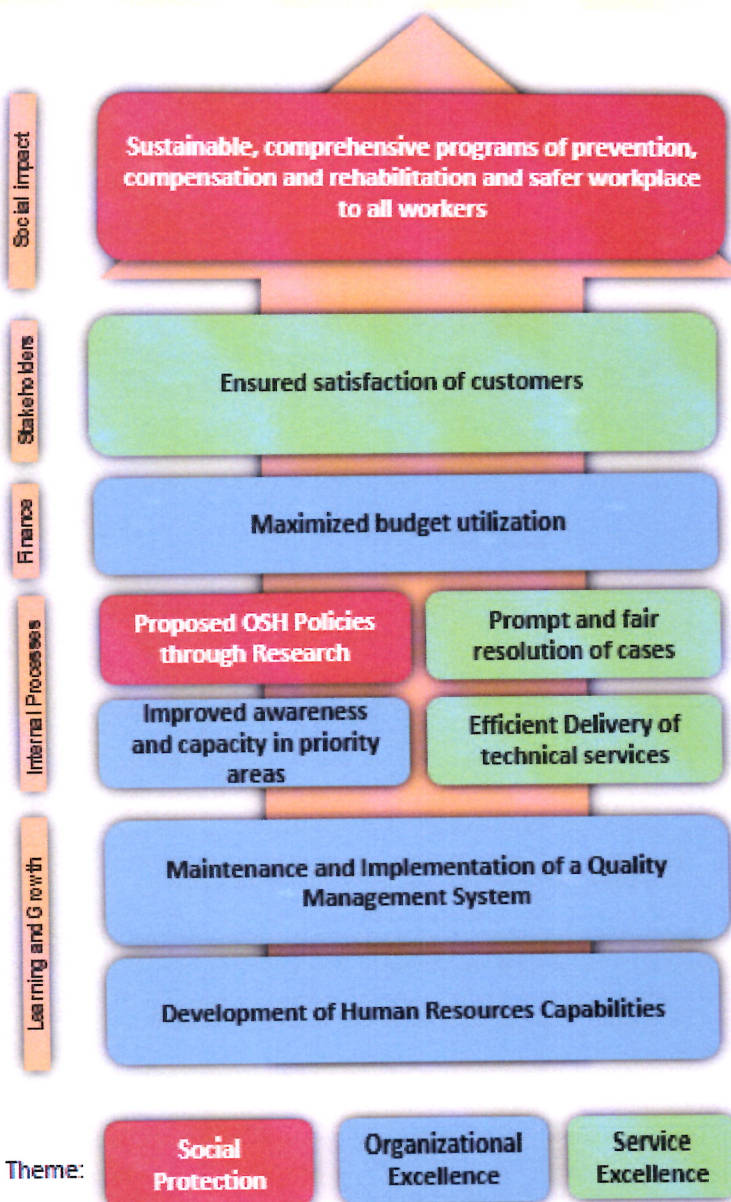 Social impact
Sustainable, comprehensive programs of prevention,
compensation and rehabilitation and safer workplace
to all workers
Stakeholders
Ensured satisfaction of customers
Finance
Maximized budget utilization
Internal Processes
Proposed OSH Policies
through Research
Prompt and fair
resolution of cases
Improved awareness
and capacity in priority
areas
Efficient Delivery of
technical services
Learning and Growth
Maintenance and Implementation of a Quality
Management System
Development of Human Resources Capabilities
Theme:
Social
Protection
Organizational
Excellence
Service
Excellence